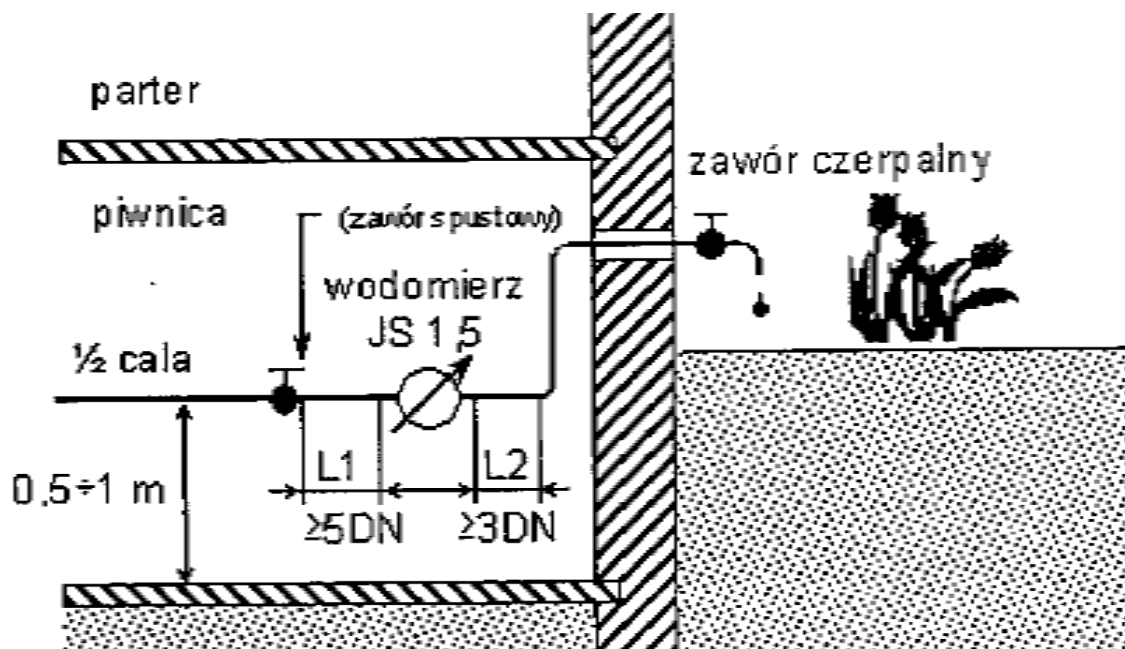 parter
zawór czerpalny
piwnica
(zawór spustowy)
wodomierz
JS 1,5
½ cala
L1
L2
0,5÷1 m
≥5DN
≥3DN